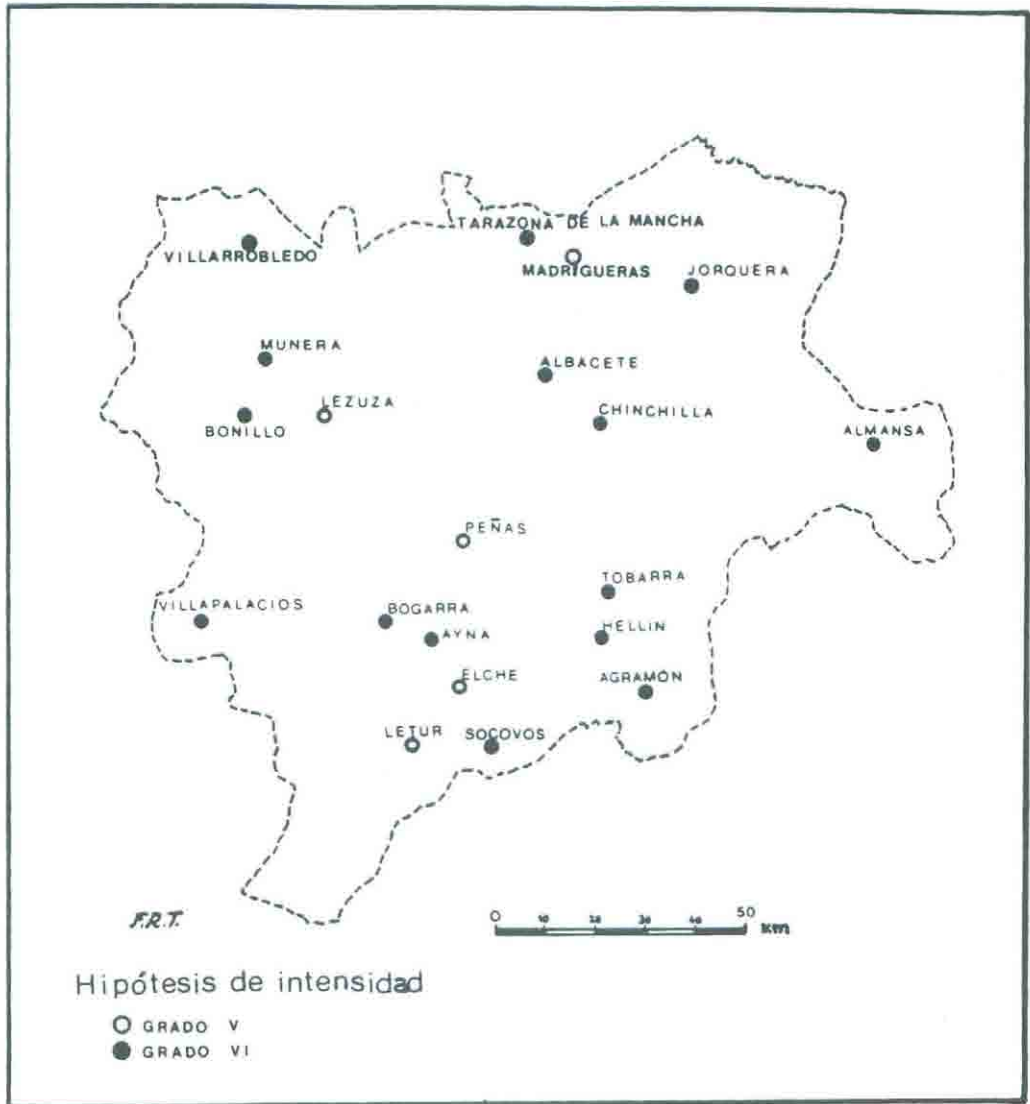 TARAZONA DE LA MANCHA
VILLARROBLEDO
MADRIGUERAS
JORQUERA
MUNERA
ALBACETE
LEZUZA
BONILLO
CHINCHILLA
ALMANSA
PEÑAS
TOBARRA
VILLAPALACIOS
BOGARRA
AYNA
HELLIN
ELCHE
AGRAMÓN
LETUR
SOCOVOS
F.R.T.
0 10 20 30 40 50
km
Hipótesis de intensidad
GRADO V
GRADO VI